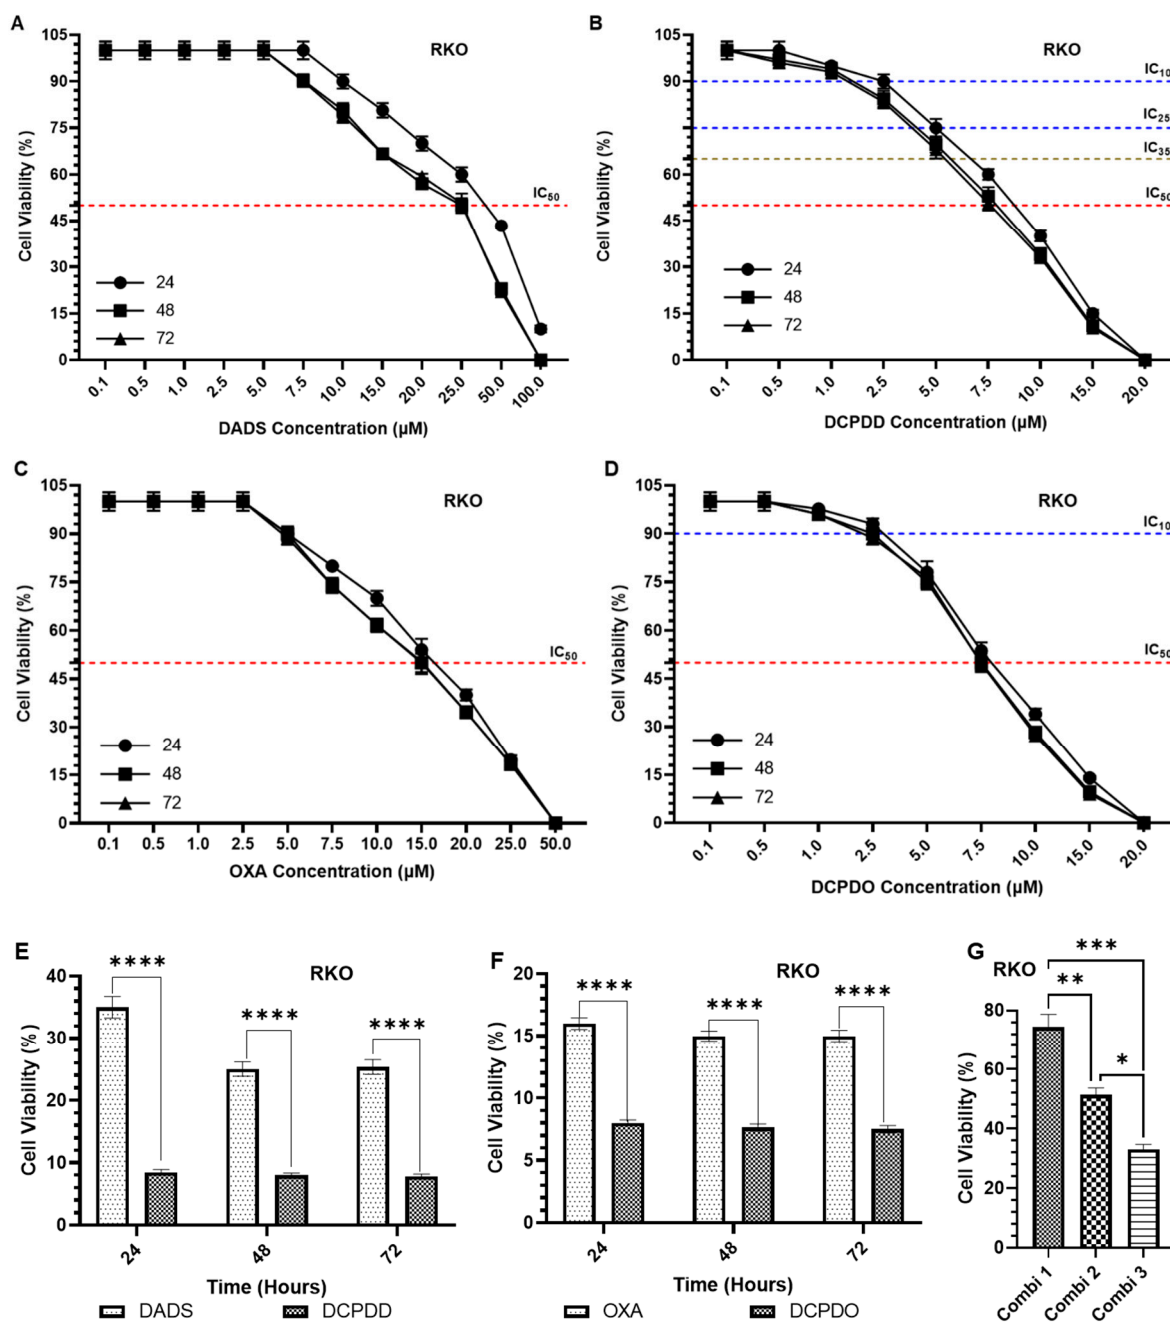 A
RKO
Cell Viability (%)
105
90
75
60
45
30
15
0
IC50
24
48
72
0.1 0.5 1.0 2.5 5.0 7.5 10.0 15.0 20.0 25.0 50.0 100.0
DADS Concentration (µM)
B
RKO
Cell Viability (%)
105
90
75
60
45
30
15
0
IC10
IC25
IC35
IC50
24
48
72
0.1 0.5 1.0 2.5 5.0 7.5 10.0 15.0 20.0
DCPDD Concentration (µM)
C
RKO
Cell Viability (%)
105
90
75
60
45
30
15
0
IC50
24
48
72
0.1 0.5 1.0 2.5 5.0 7.5 10.0 15.0 20.0 25.0 50.0
OXA Concentration (µM)
D
RKO
Cell Viability (%)
105
90
75
60
45
30
15
0
IC10
IC50
24
48
72
0.1 0.5 1.0 2.5 5.0 7.5 10.0 15.0 20.0
DCPDO Concentration (µM)
E
RKO
Cell Viability (%)
40
30
20
10
0
**** **** ****
24 48 72
Time (Hours)
DADS DCPDD
F
RKO
Cell Viability (%)
20
15
10
5
0
**** **** ****
24 48 72
Time (Hours)
OXA DCPDO
G
RKO
Cell Viability (%)
80
60
40
20
0
***
**
*
Combi 1 Combi 2 Combi 3